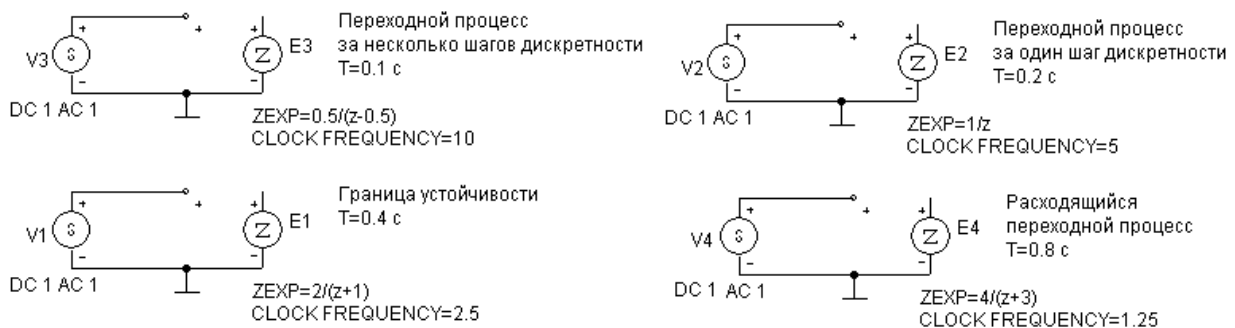 Переходной процесс
за несколько шагов дискретности
T=0.1 с
+
+
+
V3
S
Z
E3
-
-
DC 1 AC 1
ZEXP=0.5/(z-0.5)
CLOCK FREQUENCY=10
Переходной процесс
за один шаг дискретности
T=0.2 с
+
+
+
V2
S
Z
E2
-
-
DC 1 AC 1
ZEXP=1/z
CLOCK FREQUENCY=5
Граница устойчивости
T=0.4 с
+
+
+
V1
S
Z
E1
-
-
DC 1 AC 1
ZEXP=2/(z+1)
CLOCK FREQUENCY=2.5
Расходящийся
переходной процесс
T=0.8 с
+
+
+
V4
S
Z
E4
-
-
DC 1 AC 1
ZEXP=4/(z+3)
CLOCK FREQUENCY=1.25